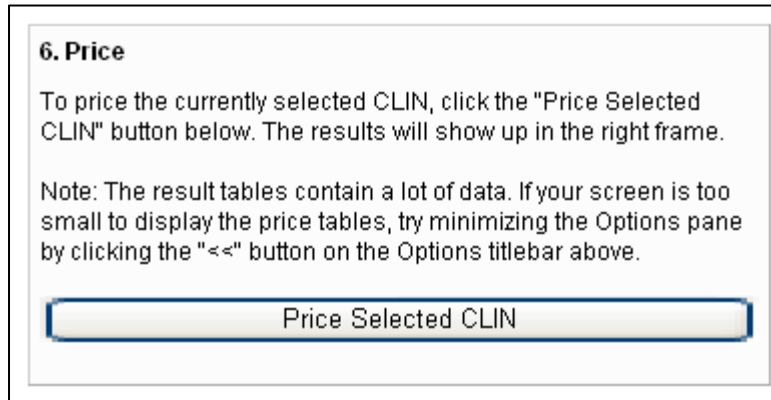 6. Price
To price the currently selected CLIN, click the "Price Selected
CLIN" button below. The results will show up in the right frame.
Note: The result tables contain a lot of data. If your screen is too
small to display the price tables, try minimizing the Options pane
by clicking the "<<" button on the Options titlebar above.
Price Selected CLIN